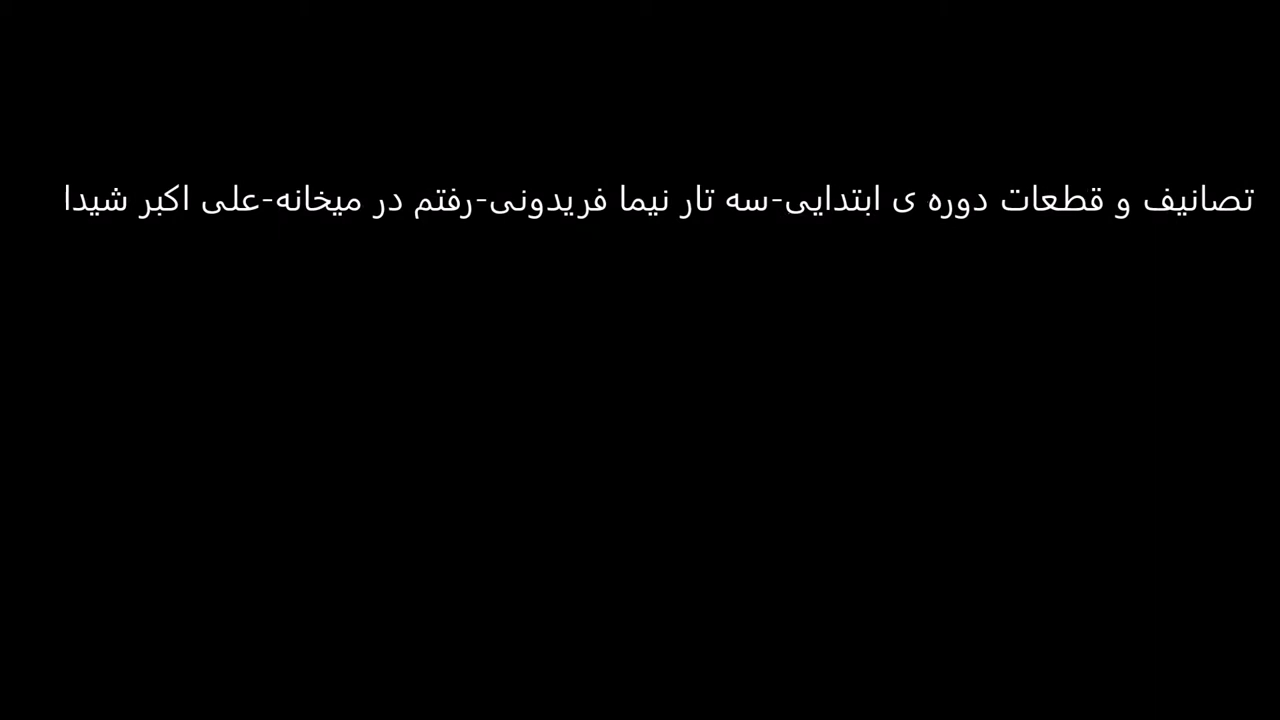 تصانیف و قطعات دوره ی ابتدایی-سه تار نیما فریدونی-رفتم در میخانه-علی اکبر شیدا